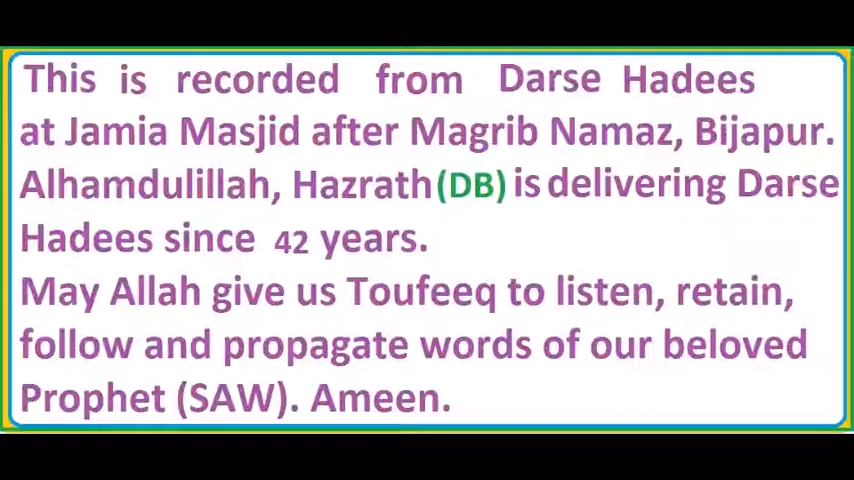 This is recorded from Darse Hadees
at Jamia Masjid after Magrib Namaz, Bijapur.
Alhamdulillah, Hazrath(DB) is delivering Darse
Hadees since 42 years.
May Allah give us Toufeeq to listen, retain,
follow and propagate words of our beloved
Prophet (SAW). Ameen.